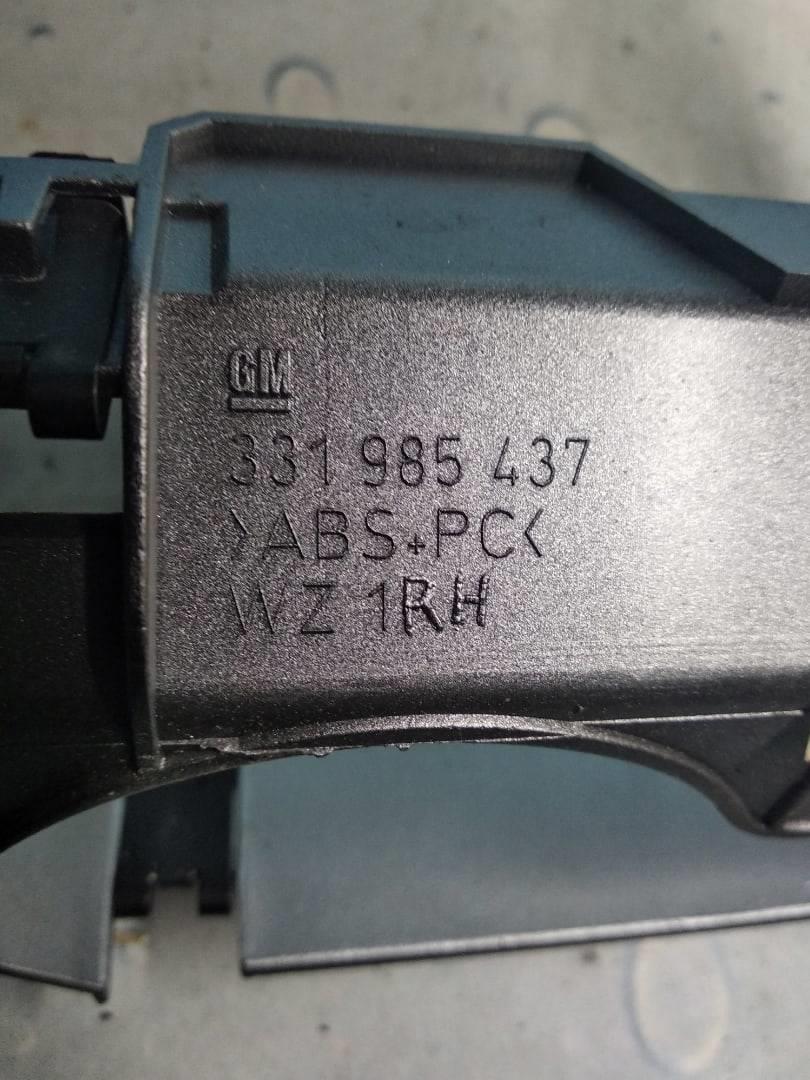 GM
331 985 437
>ABS+PC<
WZ 1RH